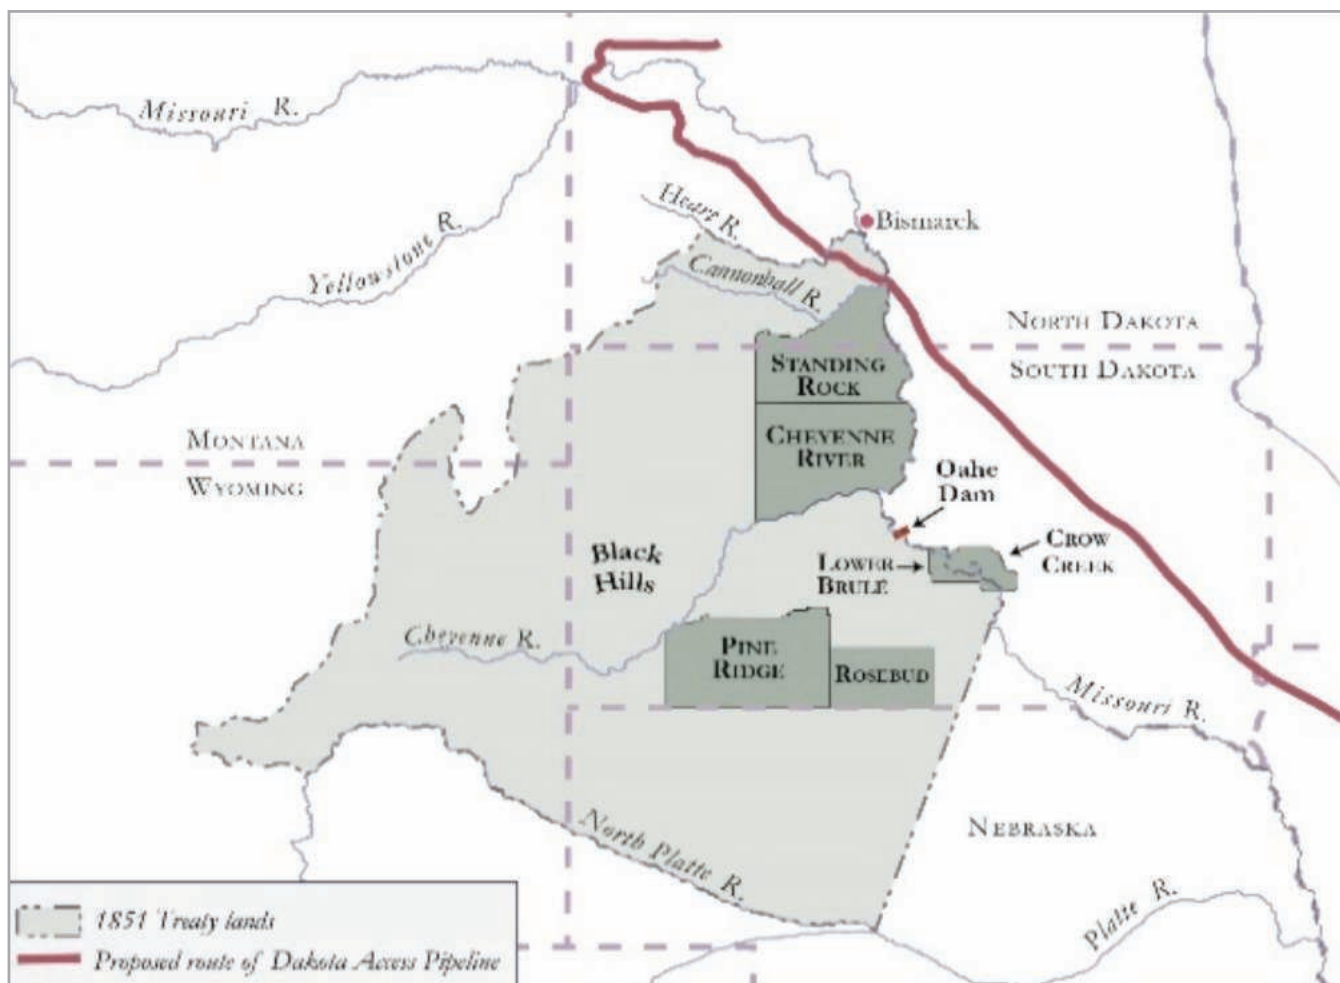 Missouri R.
Yellowstone R.
Heart R.
Bismarck
Cannonball R.
NORTH DAKOTA
SOUTH DAKOTA
STANDING
ROCK
CHEYENNE
RIVER
MONTANA
WYOMING
Oahe
Dam
Black
Hills
LOWER
BRULÉ
CROW
CREEK
Cheyenne R.
PINE
RIDGE
ROSEBUD
Missouri R.
North Platte R.
NEBRASKA
Platte R.
1851 Treaty lands
Proposed route of Dakota Access Pipeline